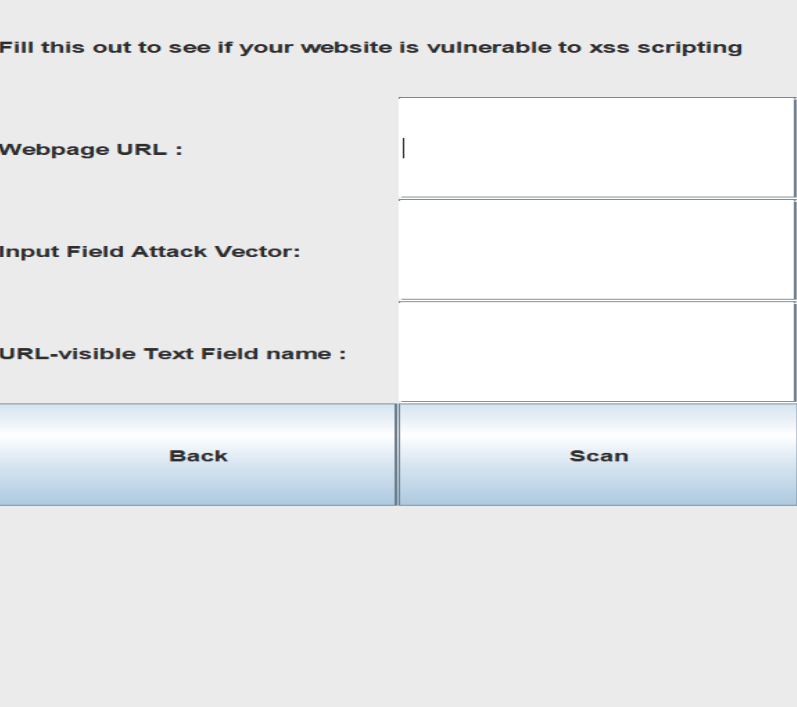 Fill this out to see if your website is vulnerable to xss scripting
Webpage URL :
Input Field Attack Vector:
URL-visible Text Field name :
Back
Scan